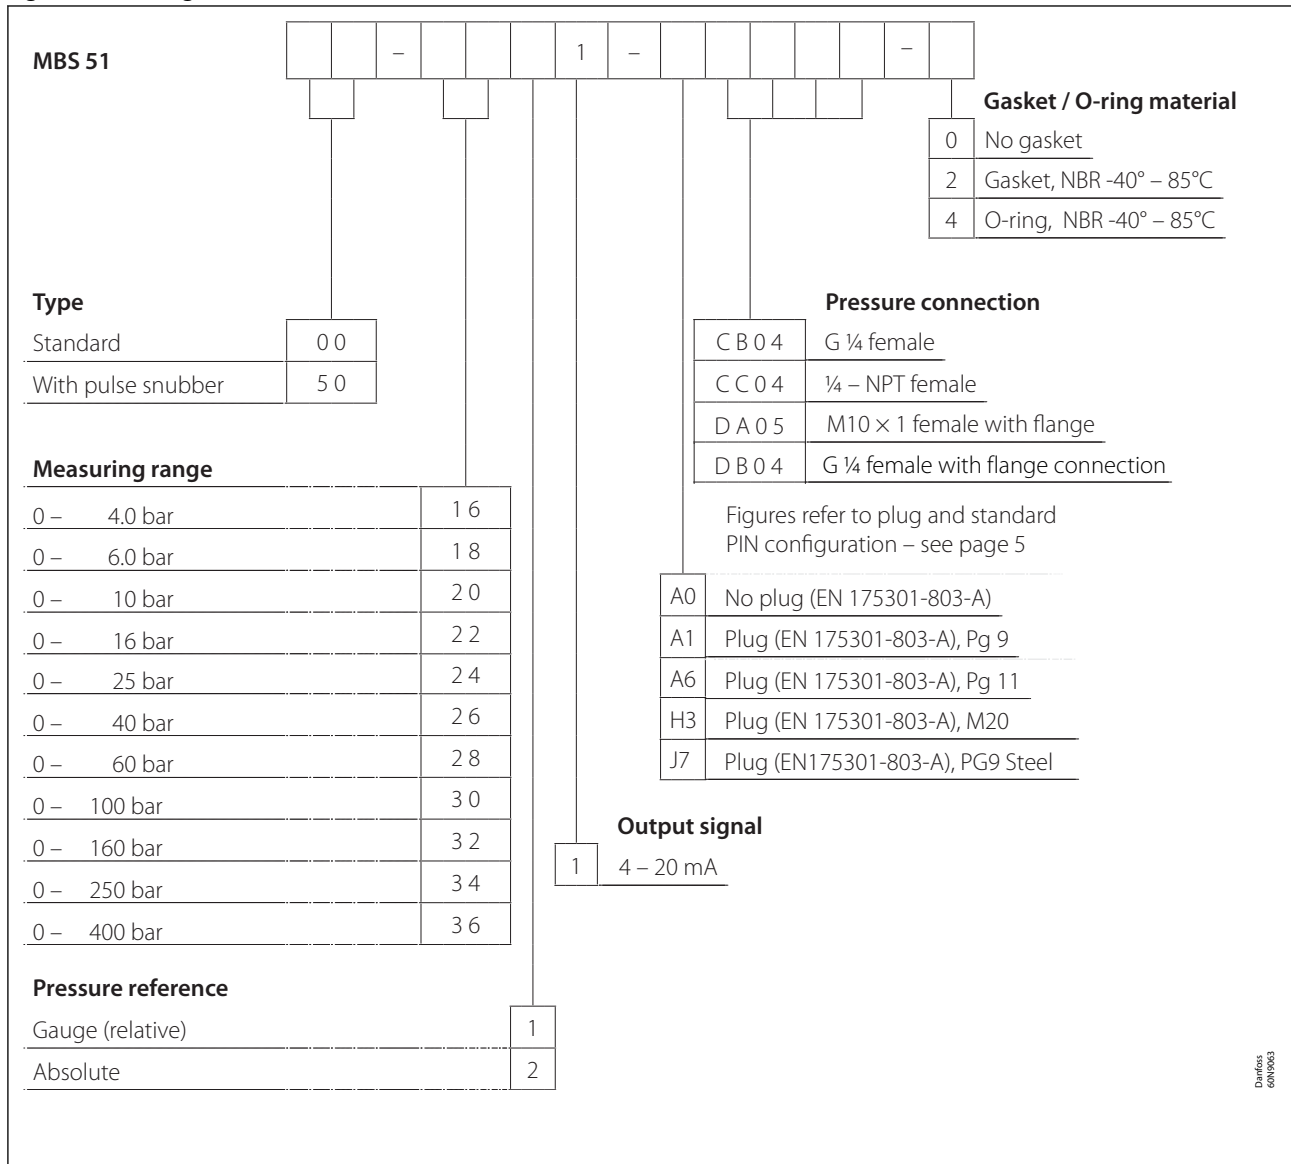 MBS 51 – 1 – –
Gasket / O-ring material
0 No gasket
2 Gasket, NBR -40° – 85°C
4 O-ring, NBR -40° – 85°C
Type
Standard 0 0
With pulse snubber 5 0
Pressure connection
C B 0 4 G ¼ female
C C 0 4 ¼ – NPT female
D A 0 5 M10 × 1 female with flange
D B 0 4 G ¼ female with flange connection
Measuring range
0 – 4.0 bar 1 6
0 – 6.0 bar 1 8
0 – 10 bar 2 0
0 – 16 bar 2 2
0 – 25 bar 2 4
0 – 40 bar 2 6
0 – 60 bar 2 8
0 – 100 bar 3 0
0 – 160 bar 3 2
0 – 250 bar 3 4
0 – 400 bar 3 6
Figures refer to plug and standard
PIN configuration – see page 5
A0 No plug (EN 175301-803-A)
A1 Plug (EN 175301-803-A), Pg 9
A6 Plug (EN 175301-803-A), Pg 11
H3 Plug (EN 175301-803-A), M20
J7 Plug (EN175301-803-A), PG9 Steel
Output signal
1 4 – 20 mA
Pressure reference
Gauge (relative) 1
Absolute 2
Danfoss
60N9063